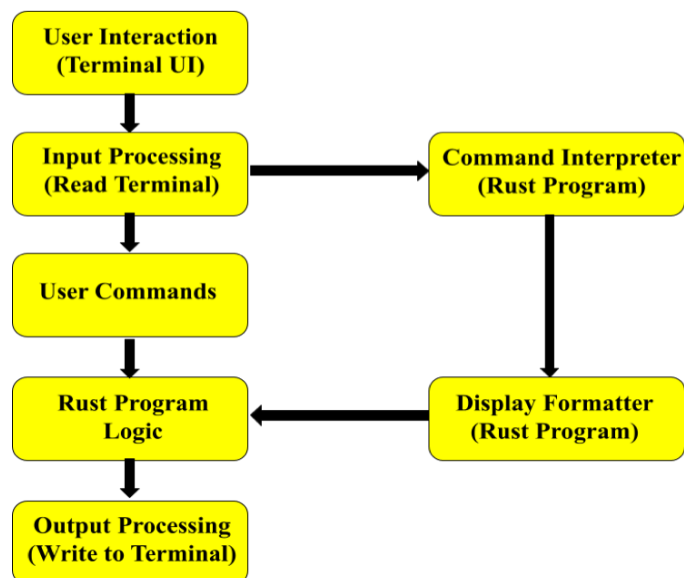 User Interaction
(Terminal UI)
Input Processing
(Read Terminal)
Command Interpreter
(Rust Program)
User Commands
Rust Program
Logic
Display Formatter
(Rust Program)
Output Processing
(Write to Terminal)